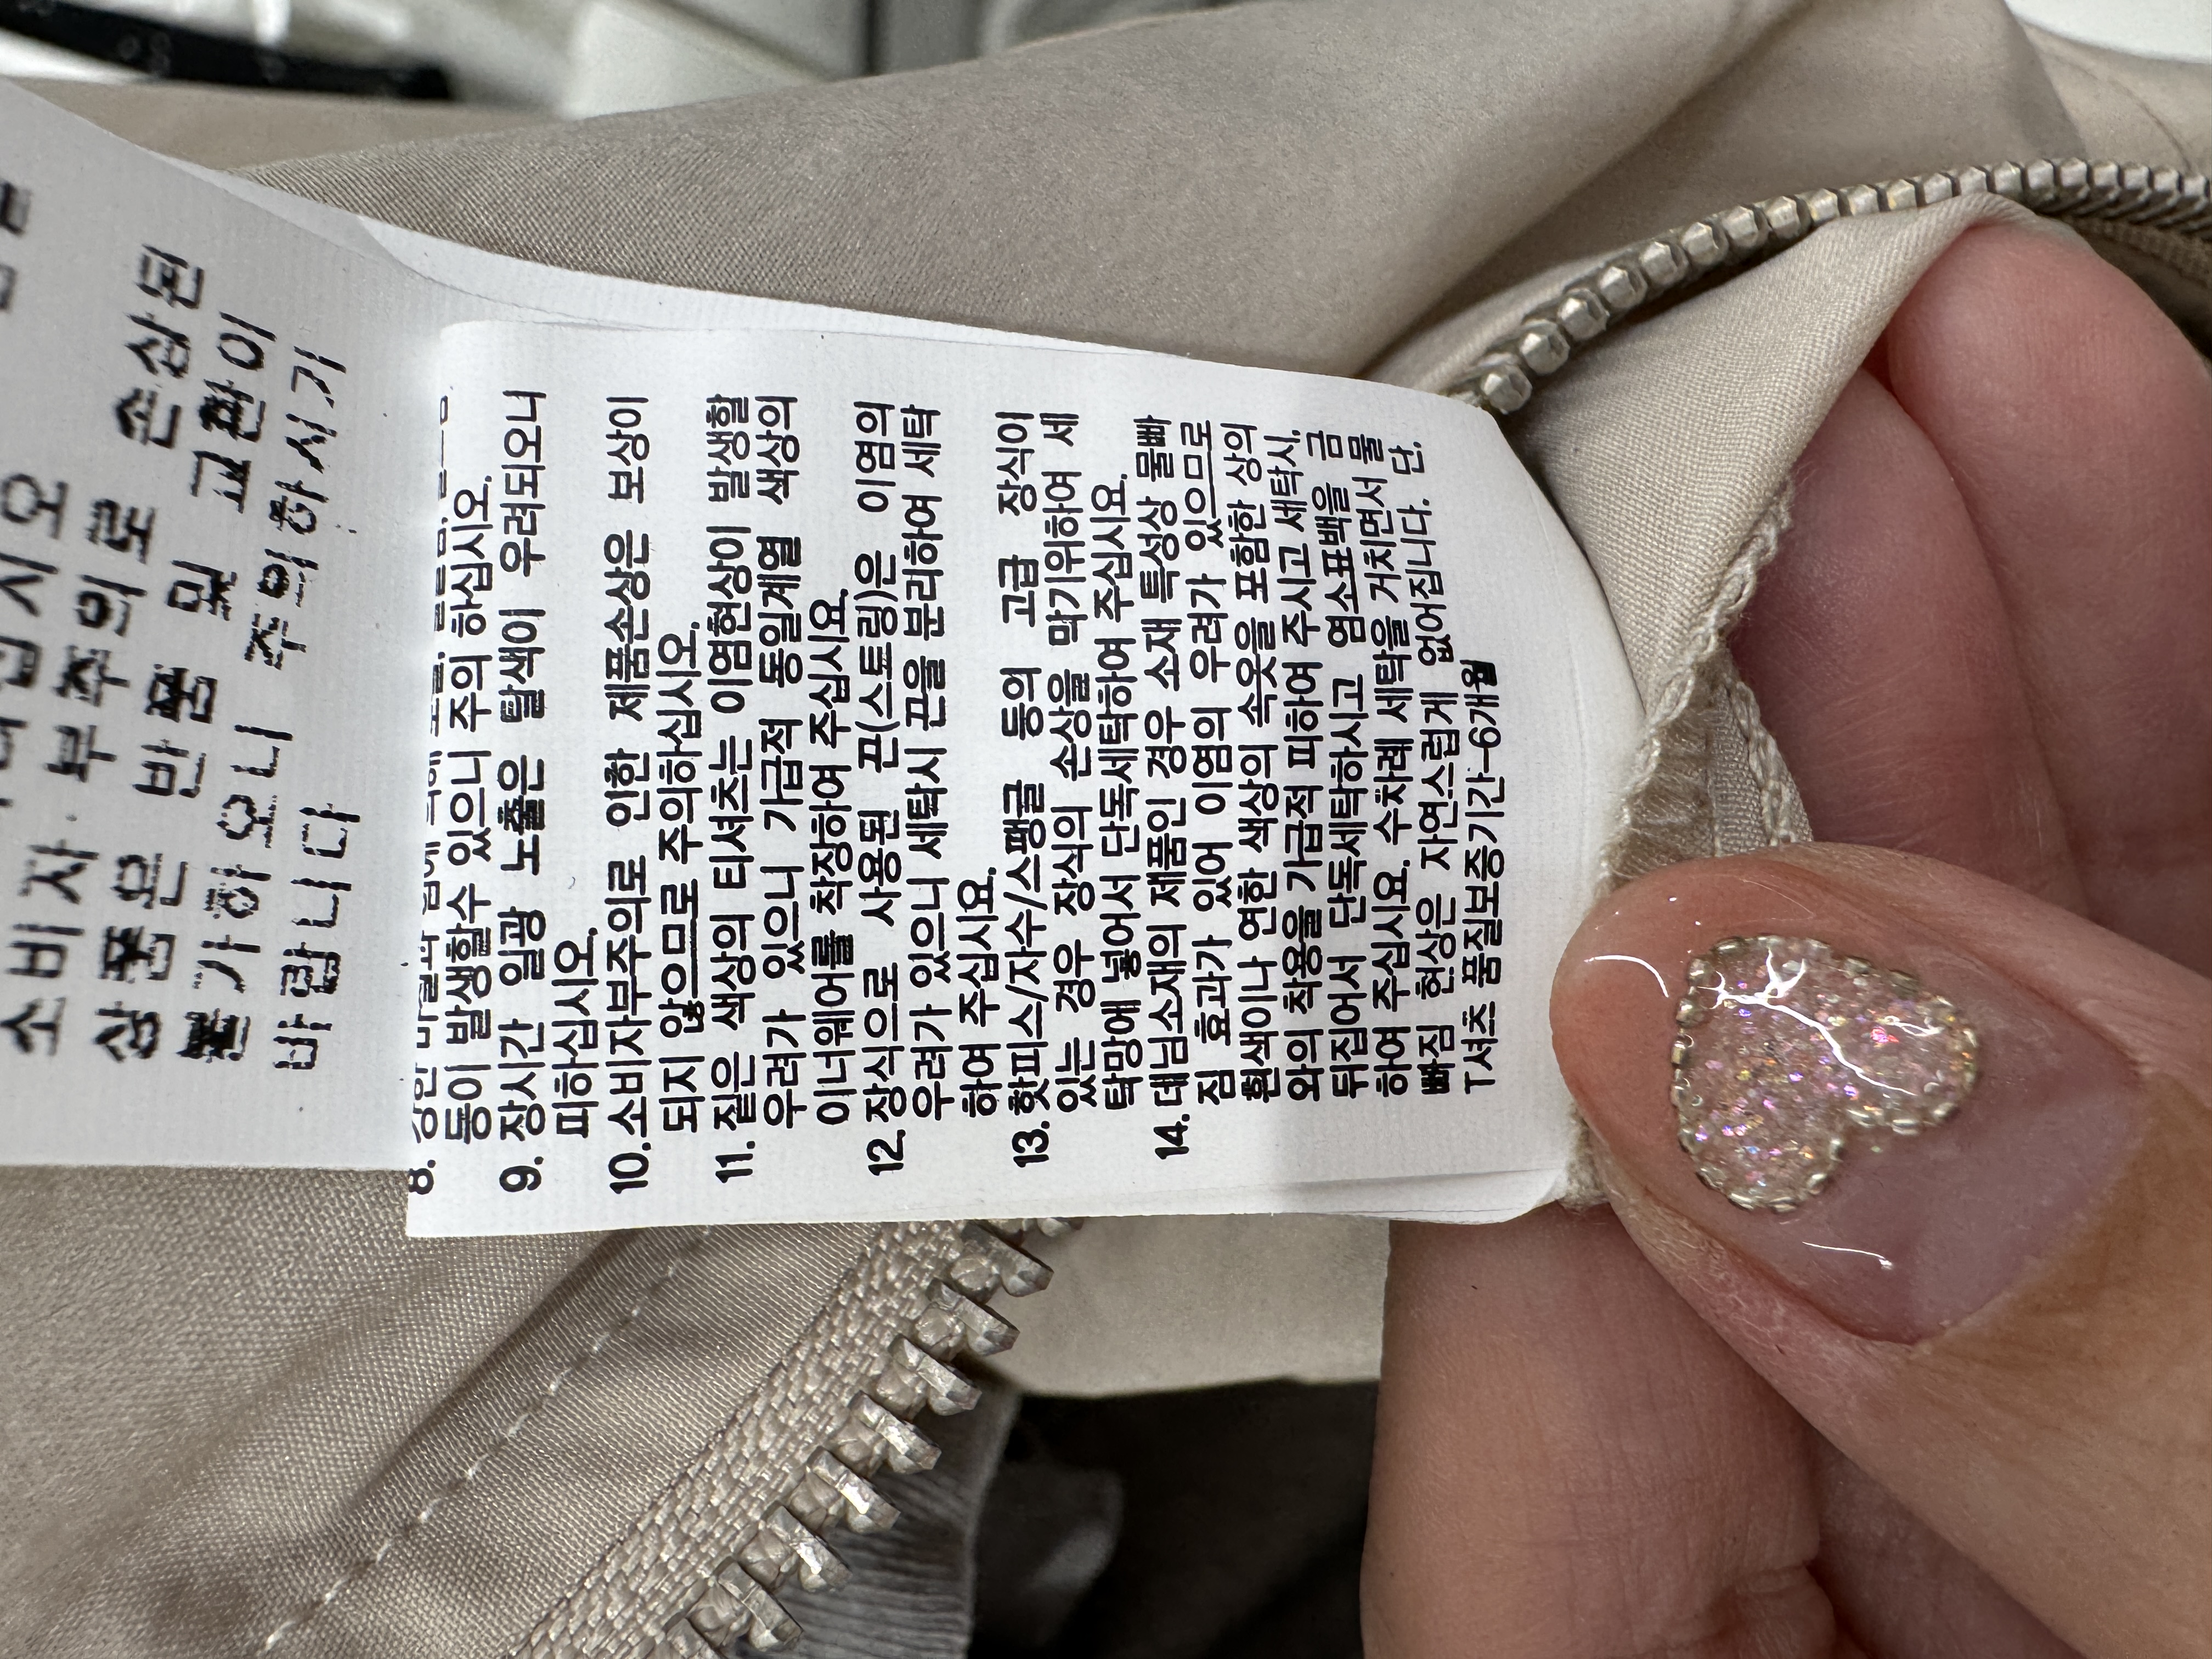 소비자 부주의로 손상된
상품은 반품 및 교환이
불가하오니 주의하시기
바랍니다
8.
동이 발생할수 있으니 주의 하십시오.
9. 장시간 일광 노출은 탈색이 우려되오니
피하십시오.
10.소비자부주의로 인한 제품손상은 보상이
되지 않으므로 주의하십시오.
11. 짙은 색상의 티셔츠는 이염현상이 발생할
우려가 있으니 가급적 동일계열 색상의
이너웨어를 착장하여 주십시요.
12. 장식으로 사용된 끈(스트링)은 이염의
우려가 있으니 세탁시 끈을 분리하여 세탁
하여 주십시요.
13.핫피스/자수/스팽글 등의 고급 장식이
있는 경우 장식의 손상을 막기위하여 세
탁망에 넣어서 단독세탁하여 주십시요.
14. 데님소재의 제품인 경우 소재 특성상 물빠
짐 효과가 있어 이염의 우려가 있으므로
흰색이나 연한 색상의 속옷을 포함한 상의
와의 착용을 가급적 피하여 주시고 세탁시,
뒤집어서 단독세탁하시고 염소표백을 금
하여 주십시요. 수차례 세탁을 거치면서 물
빠짐 현상은 자연스럽게 없어집니다. 단.
T셔츠 품질보증기간-6개월